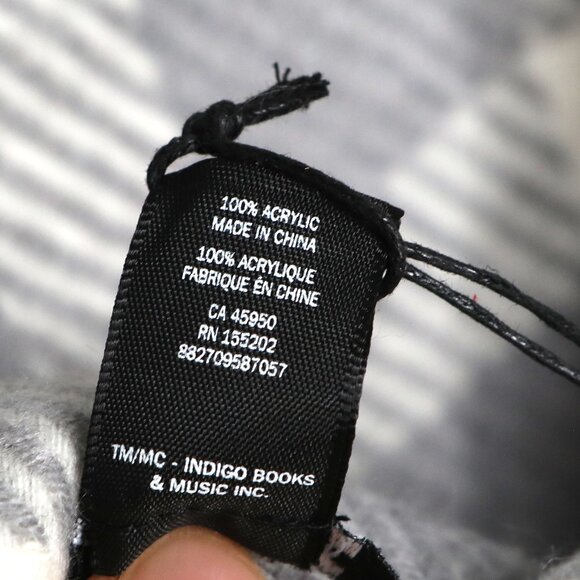 100% ACRYLIC
MADE IN CHINA
100% ACRYLIQUE
FABRIQUE ÉN CHINE
CA 45950
RN 155202
882709587057
TM/MC - INDIGO BOOKS
& MUSIC INC.